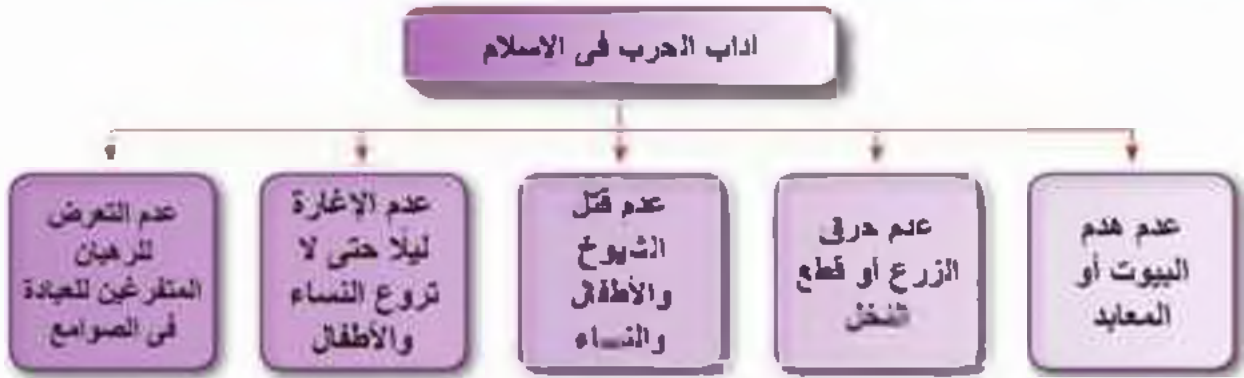 اداب الحرب فى الاسلام
عدم هدم
البيوت أو
المعابد
عدم حرق
الزرع أو قطع
النخل
عدم قتل
الشيوخ
والأطفال
والنساء
عدم الإغارة
ليلا حتى لا
تروع النساء
والأطفال
عدم التعرض
للرهبان
المتفرغين للعبادة
فى الصوامع